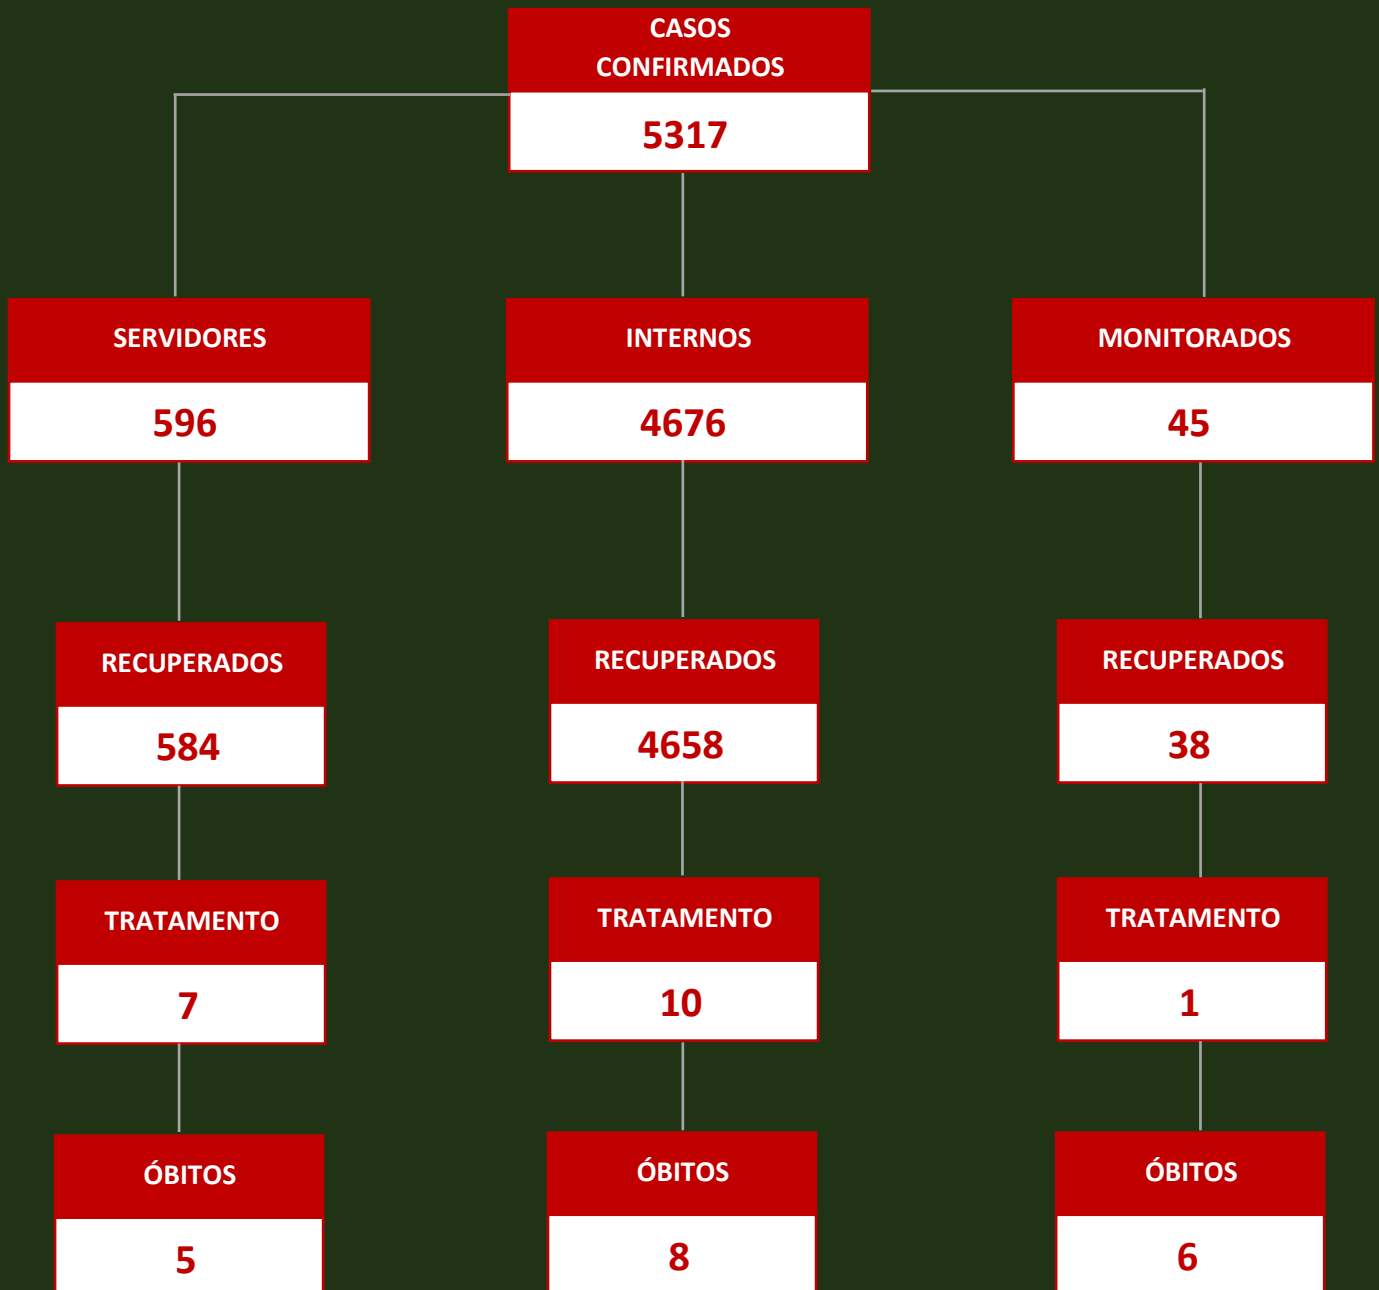 CASOS
CONFIRMADOS
5317
SERVIDORES
INTERNOS
MONITORADOS
596
4676
45
RECUPERADOS
RECUPERADOS
RECUPERADOS
584
4658
38
TRATAMENTO
TRATAMENTO
TRATAMENTO
7
10
1
ÓBITOS
ÓBITOS
ÓBITOS
5
8
6